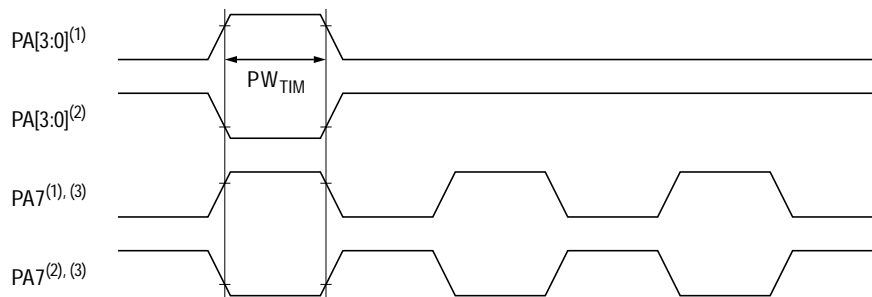 PA[3:0](1)
PW_TIM
PA[3:0](2)
PA7(1), (3)
PA7(2), (3)